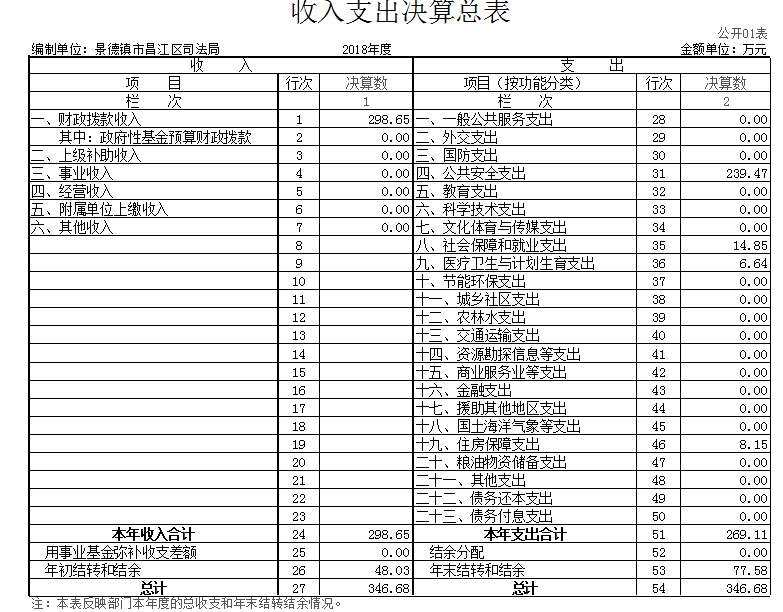 收入支出决算总表
公开01表
编制单位：景德镇市昌江区司法局 2018年度 金额单位：万元
收 入 支 出
项 目 行次 决算数 项目（按功能分类） 行次 决算数
栏 次 1 栏 次 2
一、财政拨款收入 1 298.65 一、一般公共服务支出 28 0.00
其中：政府性基金预算财政拨款 2 0.00 二、外交支出 29 0.00
二、上级补助收入 3 0.00 三、国防支出 30 0.00
三、事业收入 4 0.00 四、公共安全支出 31 239.47
四、经营收入 5 0.00 五、教育支出 32 0.00
五、附属单位上缴收入 6 0.00 六、科学技术支出 33 0.00
六、其他收入 7 0.00 七、文化体育与传媒支出 34 0.00
8 八、社会保障和就业支出 35 14.85
9 九、医疗卫生与计划生育支出 36 6.64
10 十、节能环保支出 37 0.00
11 十一、城乡社区支出 38 0.00
12 十二、农林水支出 39 0.00
13 十三、交通运输支出 40 0.00
14 十四、资源勘探信息等支出 41 0.00
15 十五、商业服务业等支出 42 0.00
16 十六、金融支出 43 0.00
17 十七、援助其他地区支出 44 0.00
18 十八、国土海洋气象等支出 45 0.00
19 十九、住房保障支出 46 8.15
20 二十、粮油物资储备支出 47 0.00
21 二十一、其他支出 48 0.00
22 二十二、债务还本支出 49 0.00
23 二十三、债务付息支出 50 0.00
本年收入合计 24 298.65 本年支出合计 51 269.11
用事业基金弥补收支差额 25 0.00 结余分配 52 0.00
年初结转和结余 26 48.03 年末结转和结余 53 77.58
总计 27 346.68 总计 54 346.68
注：本表反映部门本年度的总收支和年末结转结余情况。